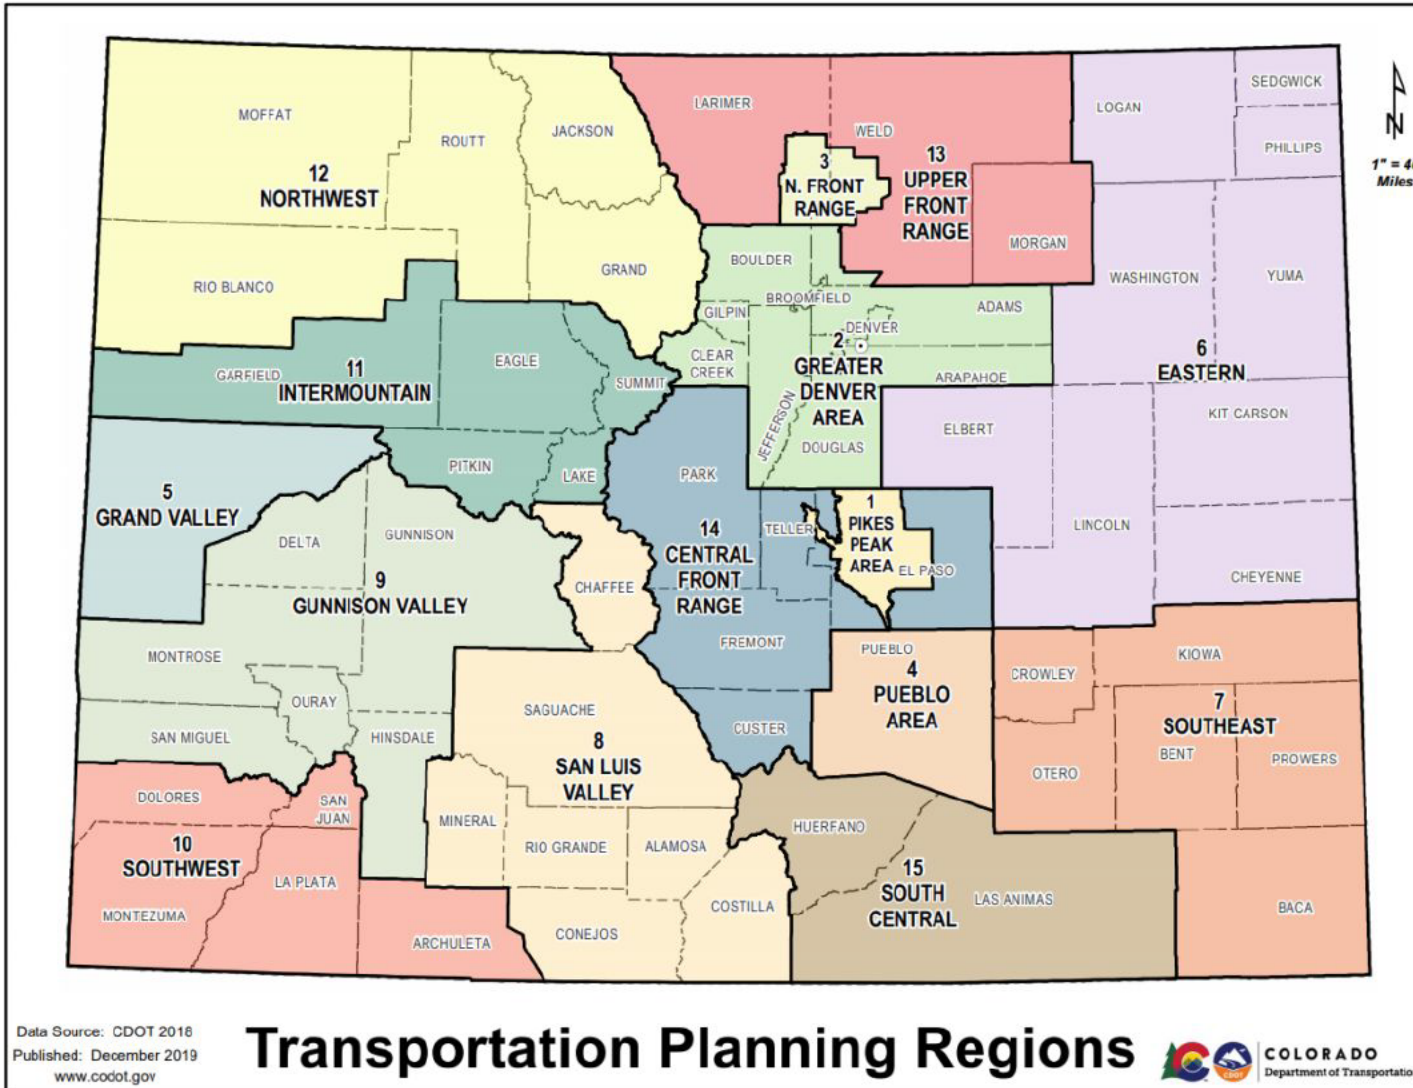 MOFFAT
ROUTT
JACKSON
12
NORTHWEST
RIO BLANCO
GRAND
LARIMER
WELD
3
N. FRONT
RANGE
13
UPPER
FRONT
RANGE
MORGAN
LOGAN
SEDGWICK
PHILLIPS
N
Miles
WASHINGTON
YUMA
6
EASTERN
KIT CARSON
ELBERT
LINCOLN
CHEYENNE
BOULDER
BROOMFIELD
ADAMS
GILPIN
DENVER
CLEAR
CREEK
2
GREATER
DENVER
AREA
ARAPAHOE
JEFFERSON
DOUGLAS
GARFIELD
11
INTERMOUNTAIN
EAGLE
SUMMIT
PITKIN
LAKE
5
GRAND VALLEY
DELTA
GUNNISON
9
GUNNISON VALLEY
MONTROSE
OURAY
SAN MIGUEL
HINSDALE
CHAFFEE
PARK
14
CENTRAL
FRONT
RANGE
TELLER
1
PIKES
PEAK
AREA
EL PASO
FREMONT
CUSTER
PUEBLO
4
PUEBLO
AREA
CROWLEY
KIOWA
7
SOUTHEAST
OTERO
BENT
PROWERS
BACA
SAGUACHE
8
SAN LUIS
VALLEY
MINERAL
RIO GRANDE
ALAMOSA
CONEJOS
COSTILLA
DOLORES
SAN
JUAN
10
SOUTHWEST
LA PLATA
MONTEZUMA
ARCHULETA
HUERFANO
15
SOUTH
CENTRAL
LAS ANIMAS
Data Source: CDOT 2018
Published: December 2019
www.codot.gov
Transportation Planning Regions
CDOT
COLORADO
Department of Transportatio